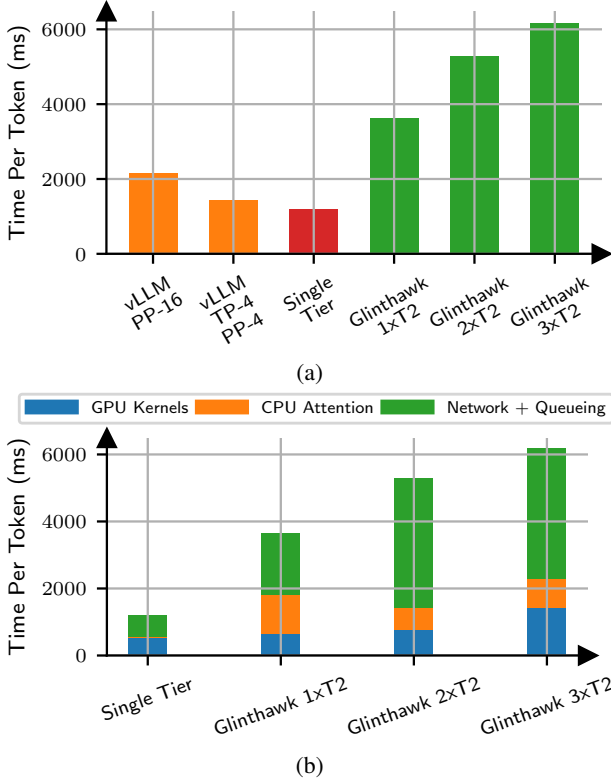 Time Per Token (ms)
6000
4000
2000
0
vLLM
PP-16
vLLM
TP-4
PP-4
Single
Tier
Glinthawk
1xT2
Glinthawk
2xT2
Glinthawk
3xT2
(a)
GPU Kernels CPU Attention Network + Queueing
Time Per Token (ms)
6000
4000
2000
0
Single Tier
Glinthawk 1xT2
Glinthawk 2xT2
Glinthawk 3xT2
(b)